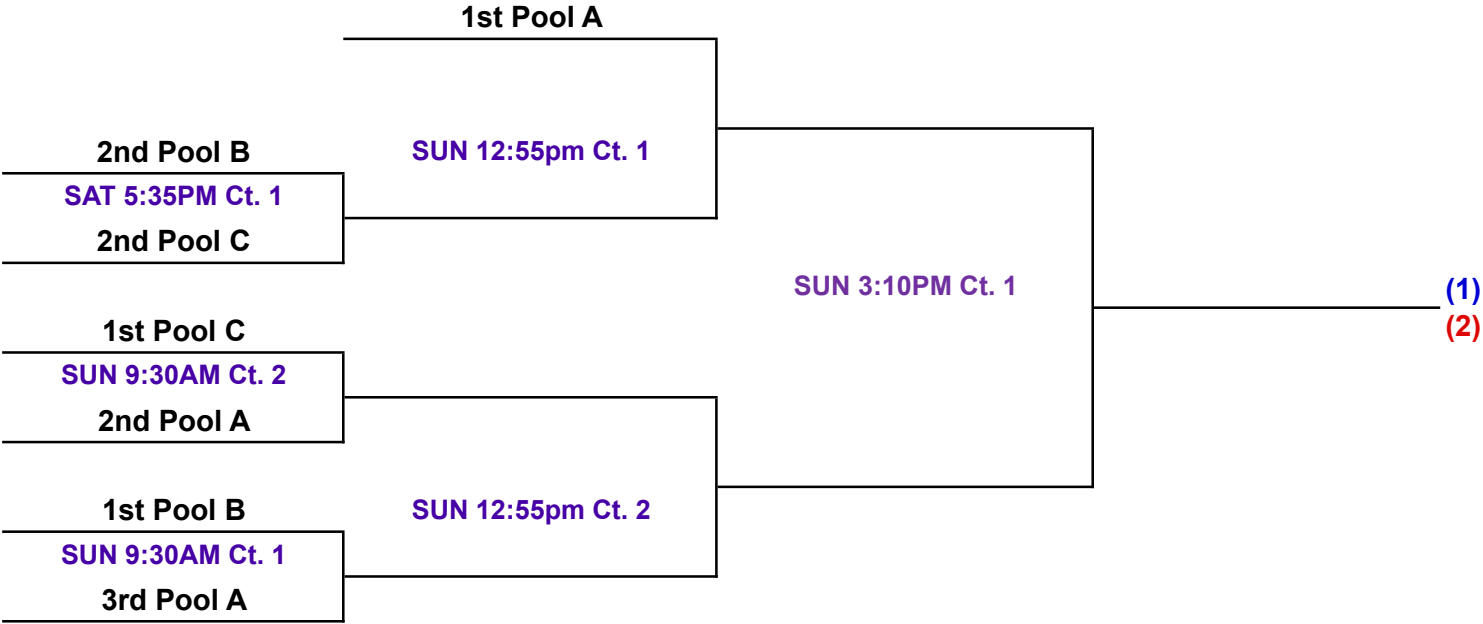 1st Pool A
2nd Pool B
SUN 12:55pm Ct. 1
SAT 5:35PM Ct. 1
2nd Pool C
SUN 3:10PM Ct. 1
(1)
(2)
1st Pool C
SUN 9:30AM Ct. 2
2nd Pool A
1st Pool B
SUN 12:55pm Ct. 2
SUN 9:30AM Ct. 1
3rd Pool A